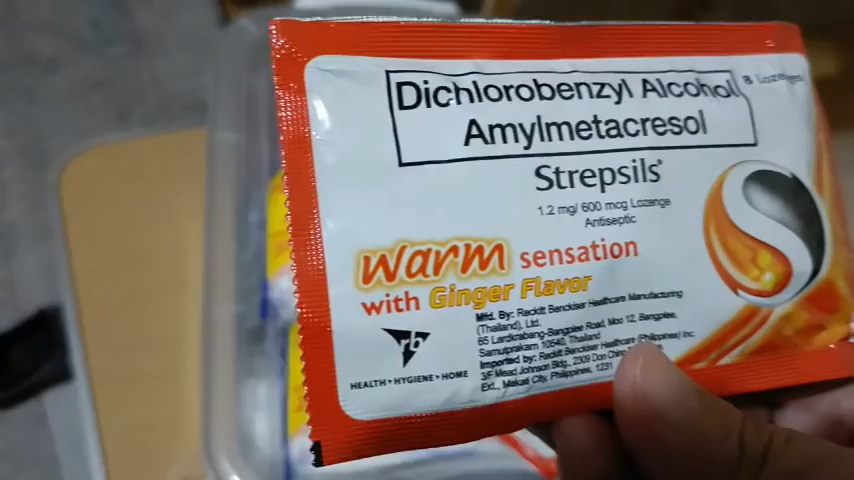 Dichlorobenzyl Alcohol
Amylmetacresol
8 Lozenges
Strepsils®
1.2 mg/ 600 mcg Lozenge
Antiseptic
warm sensation
with Ginger Flavor
Mfd. By: Reckitt Benckiser Healthcare Manufacturing
(Thailand), Ltd.
65 Lardkrabang-Bangplee Road, Moo 12, Bangplee,
Samutprakarn 10540, Thailand
Imported by: Reckitt Benckiser Healthcare (Philippines) Inc.
3/F Mead Johnson Bldg., 2309 Don Chino
Ext., Makati City, Philippines, 1231
rb
HEALTH • HYGIENE • HOME